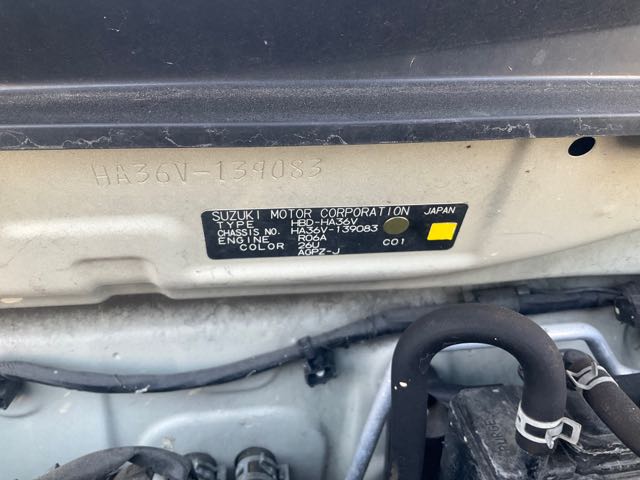 HA36V-139083
SUZUKI MOTOR CORPORATION JAPAN
TYPE HBD-HA36V
CHASSIS NO. HA36V-139083
ENGINE R06A
COLOR 26U C01
AGPZ-J